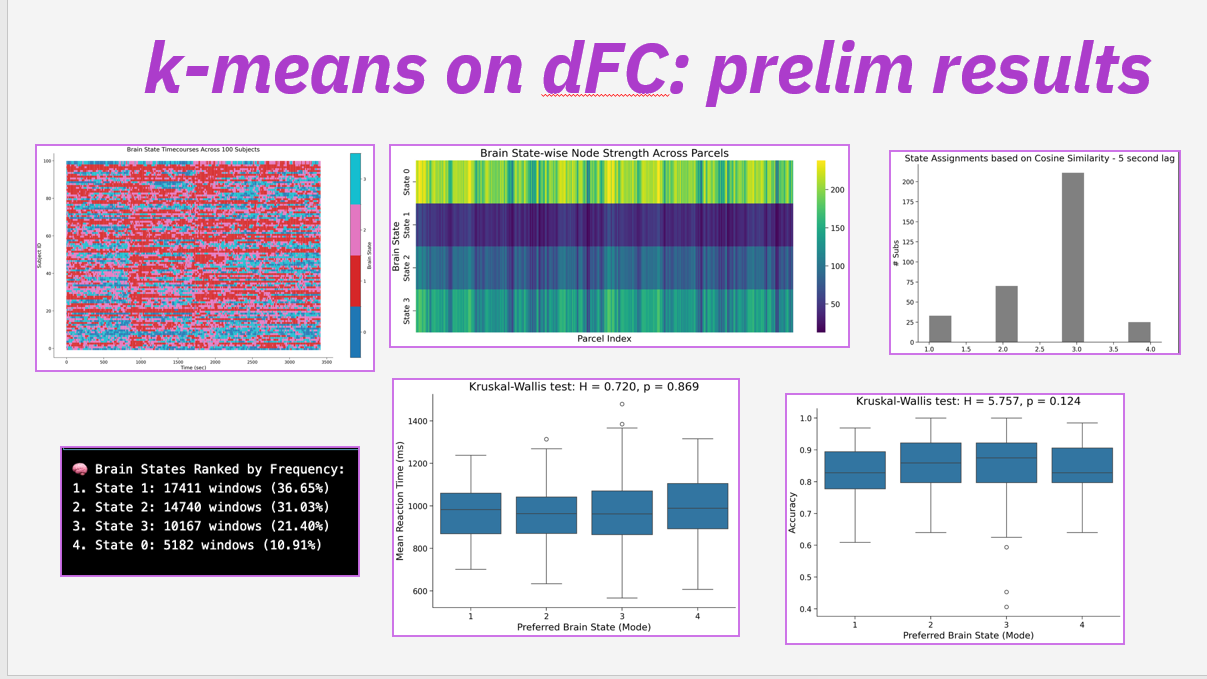 k-means on dFC: prelim results
Brain State Timecourses Across 100 Subjects
100
80
60
40
20
0
Subject ID
0 500 1000 1500 2000 2500 3000 3500
Time (sec)
3
2
1
0
Brain State
Brain State-wise Node Strength Across Parcels
State 0
State 1
State 2
State 3
Brain State
Parcel Index
200
150
100
50
State Assignments based on Cosine Similarity - 5 second lag
200
175
150
125
100
75
50
25
0
# Subs
1.0 1.5 2.0 2.5 3.0 3.5 4.0
🧠 Brain States Ranked by Frequency:
1. State 1: 17411 windows (36.65%)
2. State 2: 14740 windows (31.03%)
3. State 3: 10167 windows (21.40%)
4. State 0: 5182 windows (10.91%)
Kruskal-Wallis test: H = 0.720, p = 0.869
1400
1200
1000
800
600
Mean Reaction Time (ms)
1 2 3 4
Preferred Brain State (Mode)
Kruskal-Wallis test: H = 5.757, p = 0.124
1.0
0.9
0.8
0.7
0.6
0.5
0.4
Accuracy
1 2 3 4
Preferred Brain State (Mode)